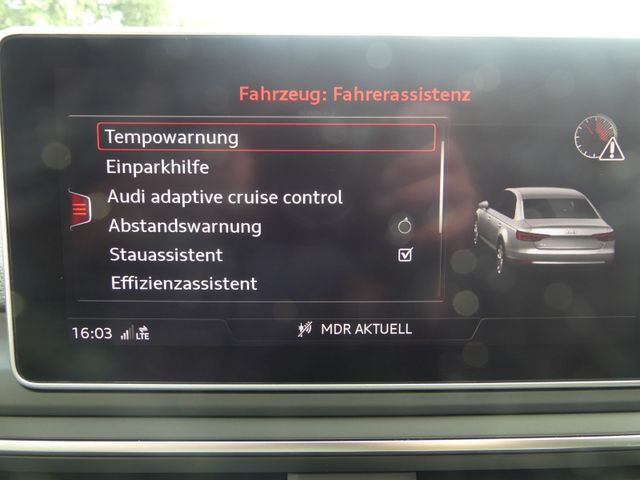 Fahrzeug: Fahrerassistenz
Tempowarnung
Einparkhilfe
Audi adaptive cruise control
Abstandswarnung
Stauassistent
Effizienzassistent
16:03 LTE MDR AKTUELL